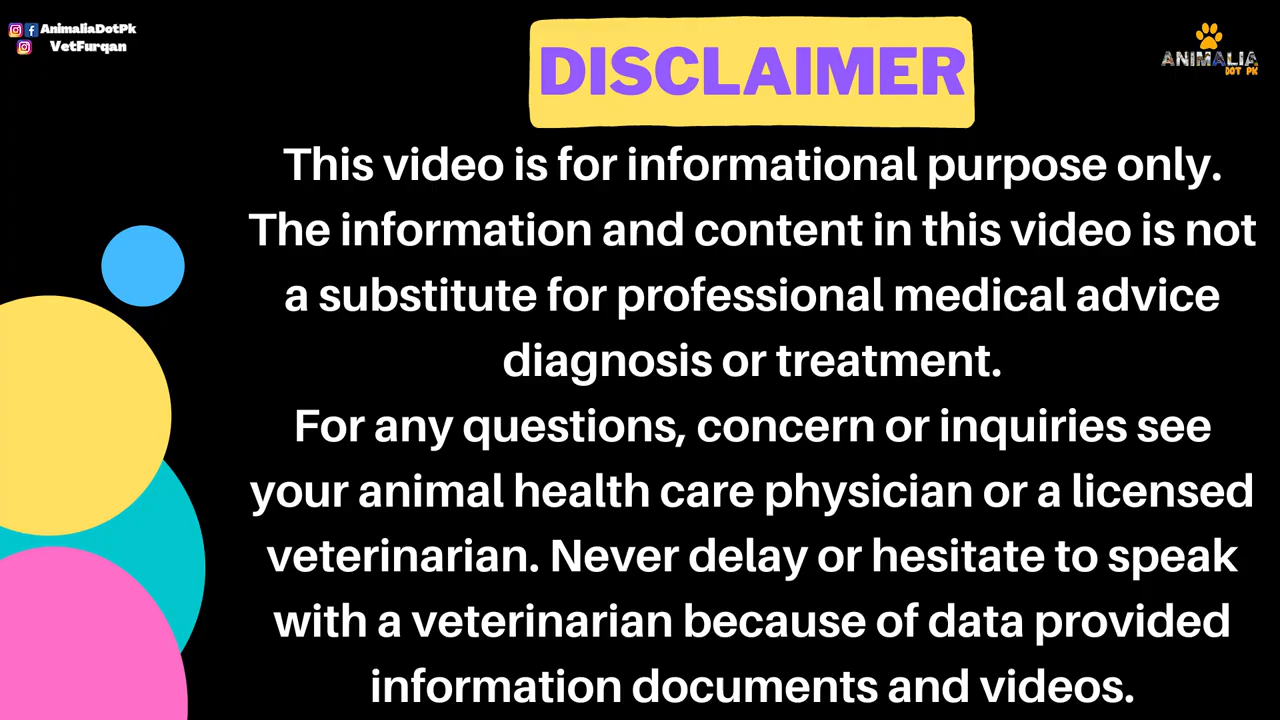 AnimaliaDotPk
VetFurqan
ANIMALIA
DOT PK
DISCLAIMER
This video is for informational purpose only.
The information and content in this video is not
a substitute for professional medical advice
diagnosis or treatment.
For any questions, concern or inquiries see
your animal health care physician or a licensed
veterinarian. Never delay or hesitate to speak
with a veterinarian because of data provided
information documents and videos.